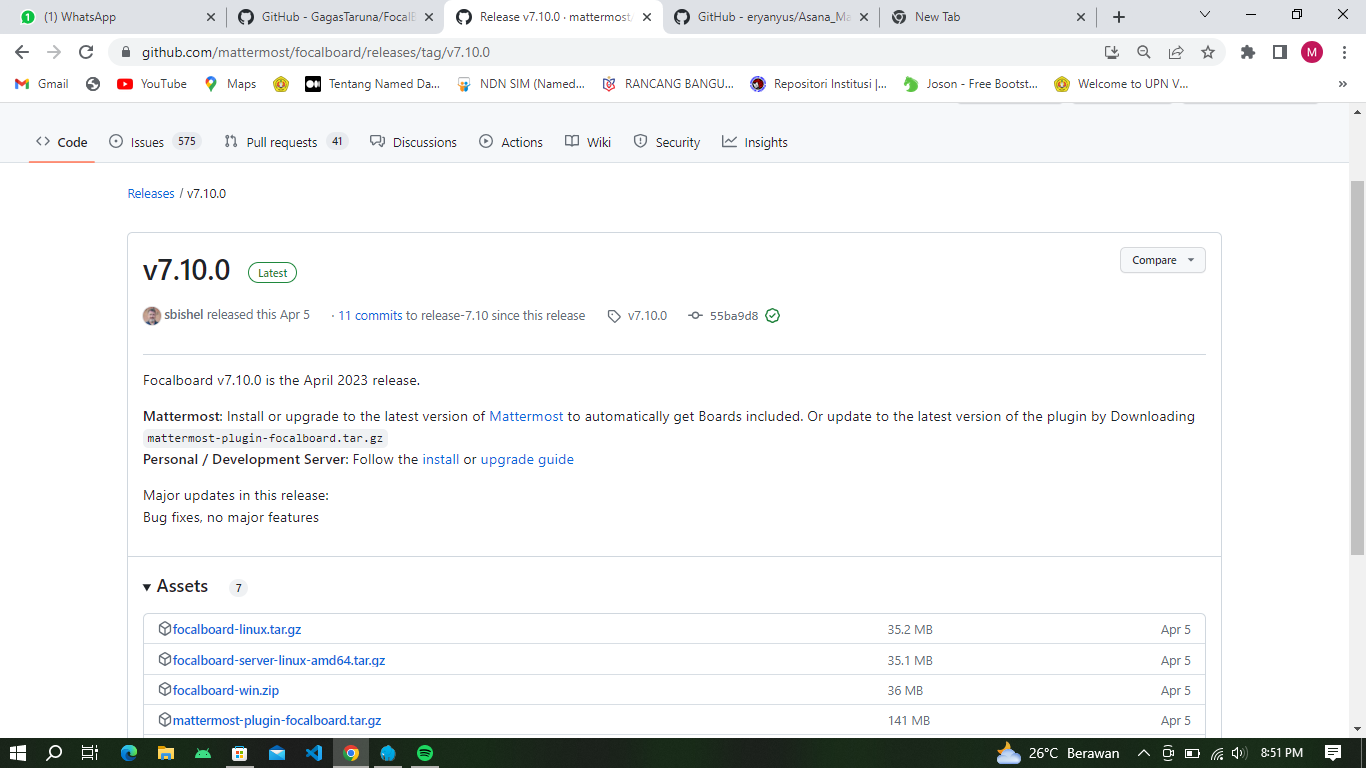 (1) WhatsApp
GitHub - GagasTaruna/FocalB
Release v7.10.0 · mattermost/
GitHub - eryanyus/Asana_Ma
New Tab
github.com/mattermost/focalboard/releases/tag/v7.10.0
M
Gmail
YouTube
Maps
Tentang Named Da...
NDN SIM (Named...
RANCANG BANGU...
Repositori Institusi |...
Joson - Free Bootst...
Welcome to UPN V...
»
Code
Issues 575
Pull requests 41
Discussions
Actions
Wiki
Security
Insights
Releases / v7.10.0
v7.10.0 Latest
Compare
sbishel released this Apr 5 · 11 commits to release-7.10 since this release v7.10.0 55ba9d8
Focalboard v7.10.0 is the April 2023 release.
Mattermost: Install or upgrade to the latest version of Mattermost to automatically get Boards included. Or update to the latest version of the plugin by Downloading
mattermost-plugin-focalboard.tar.gz
Personal / Development Server: Follow the install or upgrade guide
Major updates in this release:
Bug fixes, no major features
Assets 7
focalboard-linux.tar.gz 35.2 MB Apr 5
focalboard-server-linux-amd64.tar.gz 35.1 MB Apr 5
focalboard-win.zip 36 MB Apr 5
mattermost-plugin-focalboard.tar.gz 141 MB Apr 5
26°C Berawan 8:51 PM